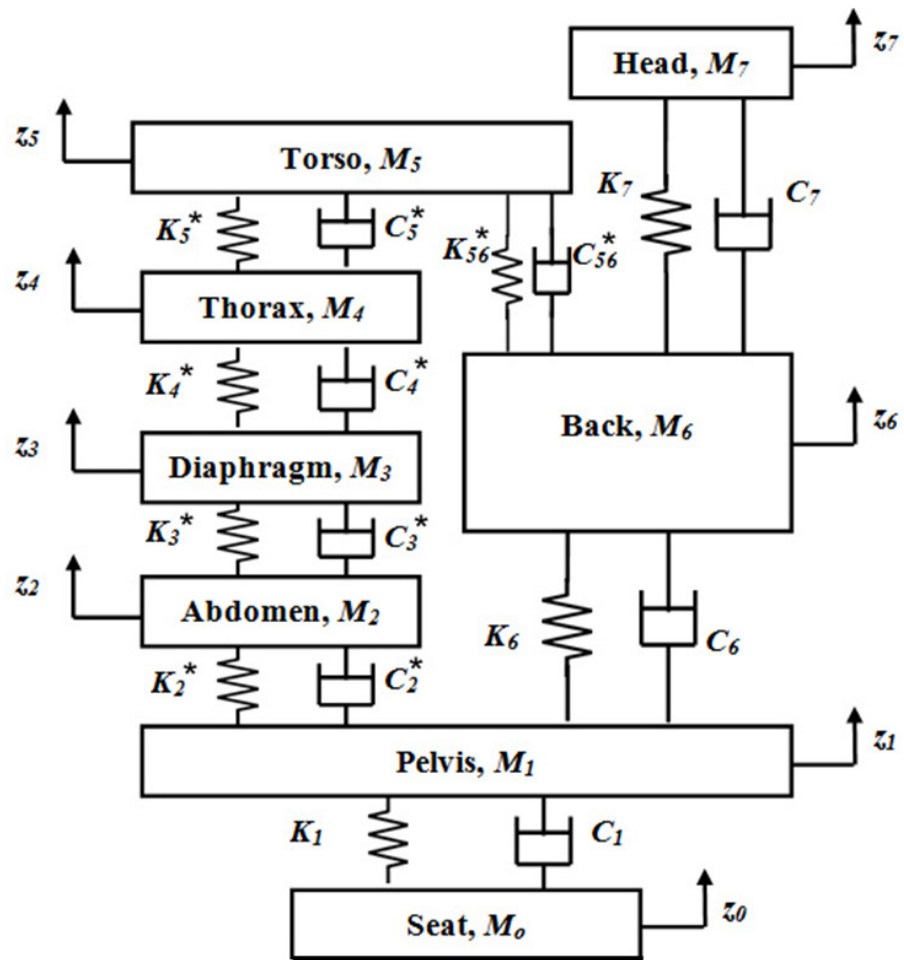 Head, M7
z7
z5
Torso, M5
K5*
C5*
K56*
C56*
K7
C7
z4
Thorax, M4
K4*
C4*
z3
Diaphragm, M3
Back, M6
z6
K3*
C3*
z2
Abdomen, M2
K2*
C2*
K6
C6
Pelvis, M1
z1
K1
C1
Seat, Mo
z0